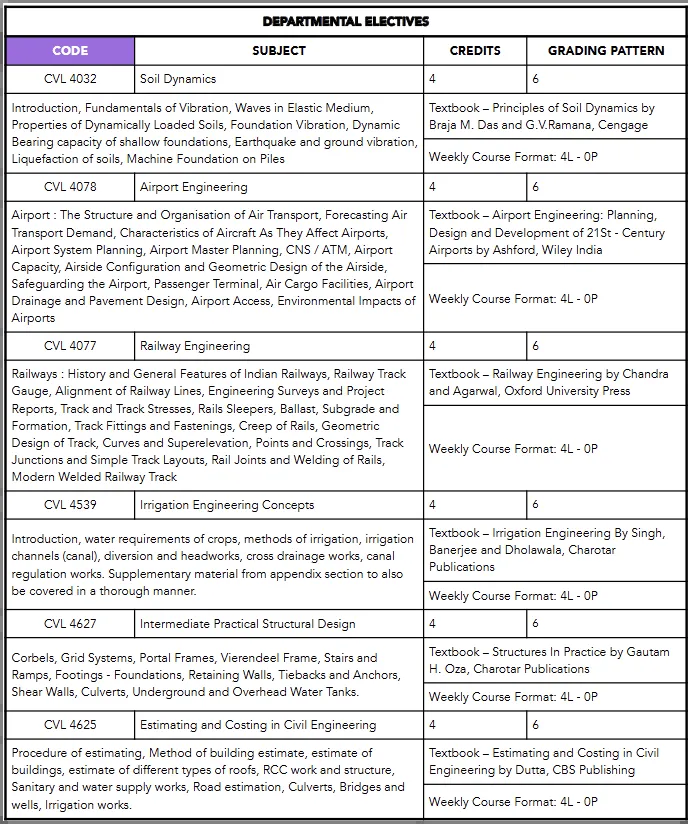 DEPARTMENTAL ELECTIVES
CODE SUBJECT CREDITS GRADING PATTERN
CVL 4032 Soil Dynamics 4 6
Introduction, Fundamentals of Vibration, Waves in Elastic Medium,
Properties of Dynamically Loaded Soils, Foundation Vibration, Dynamic
Bearing capacity of shallow foundations, Earthquake and ground vibration,
Liquefaction of soils, Machine Foundation on Piles
Textbook – Principles of Soil Dynamics by
Braja M. Das and G.V.Ramana, Cengage
Weekly Course Format: 4L - 0P
CVL 4078 Airport Engineering 4 6
Airport : The Structure and Organisation of Air Transport, Forecasting Air
Transport Demand, Characteristics of Aircraft As They Affect Airports,
Airport System Planning, Airport Master Planning, CNS / ATM, Airport
Capacity, Airside Configuration and Geometric Design of the Airside,
Safeguarding the Airport, Passenger Terminal, Air Cargo Facilities, Airport
Drainage and Pavement Design, Airport Access, Environmental Impacts of
Airports
Textbook – Airport Engineering: Planning,
Design and Development of 21St - Century
Airports by Ashford, Wiley India
Weekly Course Format: 4L - 0P
CVL 4077 Railway Engineering 4 6
Railways : History and General Features of Indian Railways, Railway Track
Gauge, Alignment of Railway Lines, Engineering Surveys and Project
Reports, Track and Track Stresses, Rails Sleepers, Ballast, Subgrade and
Formation, Track Fittings and Fastenings, Creep of Rails, Geometric
Design of Track, Curves and Superelevation, Points and Crossings, Track
Junctions and Simple Track Layouts, Rail Joints and Welding of Rails,
Modern Welded Railway Track
Textbook – Railway Engineering by Chandra
and Agarwal, Oxford University Press
Weekly Course Format: 4L - 0P
CVL 4539 Irrigation Engineering Concepts 4 6
Introduction, water requirements of crops, methods of irrigation, irrigation
channels (canal), diversion and headworks, cross drainage works, canal
regulation works. Supplementary material from appendix section to also
be covered in a thorough manner.
Textbook – Irrigation Engineering By Singh,
Banerjee and Dholawala, Charotar
Publications
Weekly Course Format: 4L - 0P
CVL 4627 Intermediate Practical Structural Design 4 6
Corbels, Grid Systems, Portal Frames, Vierendeel Frame, Stairs and
Ramps, Footings - Foundations, Retaining Walls, Tiebacks and Anchors,
Shear Walls, Culverts, Underground and Overhead Water Tanks.
Textbook – Structures In Practice by Gautam
H. Oza, Charotar Publications
Weekly Course Format: 4L - 0P
CVL 4625 Estimating and Costing in Civil Engineering 4 6
Procedure of estimating, Method of building estimate, estimate of
buildings, estimate of different types of roofs, RCC work and structure,
Sanitary and water supply works, Road estimation, Culverts, Bridges and
wells, Irrigation works.
Textbook – Estimating and Costing in Civil
Engineering by Dutta, CBS Publishing
Weekly Course Format: 4L - 0P